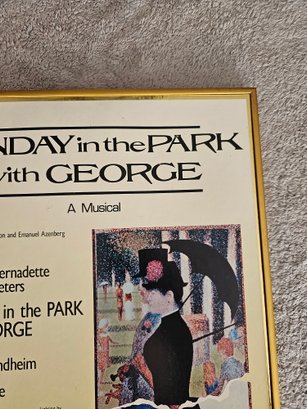 NDAY in the PARK
with GEORGE
A Musical
on and Emanuel Azenberg
ernadette
eters
in the PARK
ORGE
ndheim
e